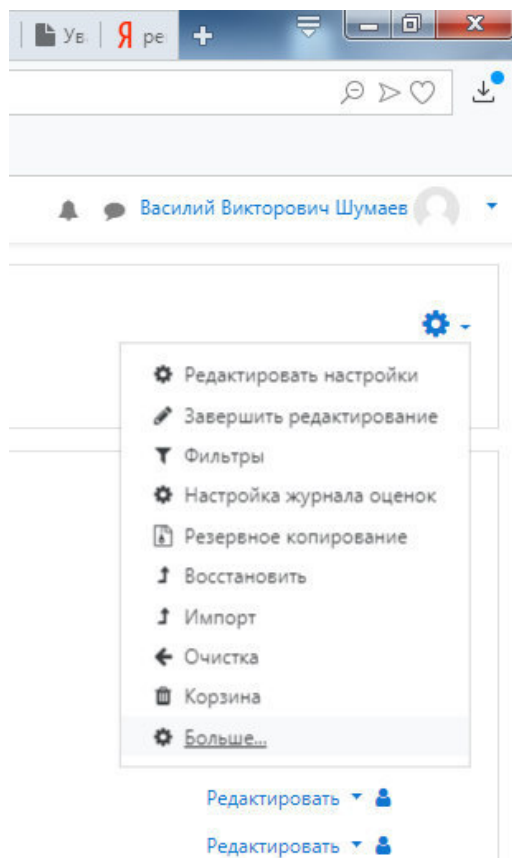 Ув Я ре
Василий Викторович Шумаев
Редактировать настройки
Завершить редактирование
Фильтры
Настройка журнала оценок
Резервное копирование
Восстановить
Импорт
Очистка
Корзина
Больше...
Редактировать
Редактировать